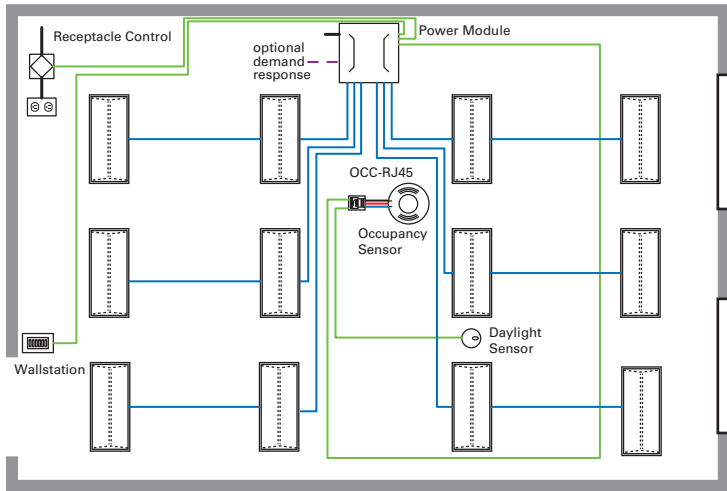 Receptacle Control
Power Module
optional
demand
response
OCC-RJ45
Occupancy
Sensor
Daylight
Sensor
Wallstation